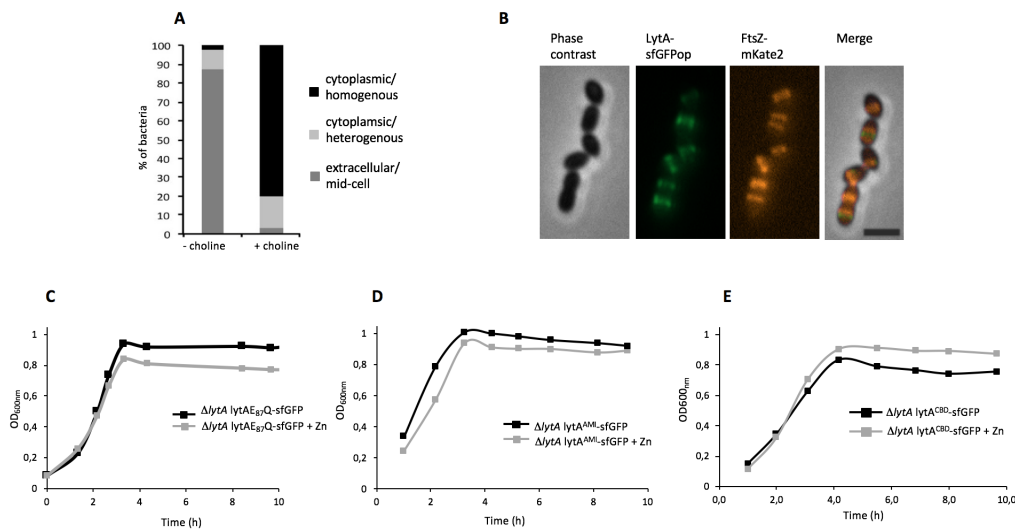 A
100
90
80
70
60
50
40
30
20
10
0
% of bacteria
- choline
+ choline
cytoplasmic/
homogenous
cytoplamsic/
heterogenous
extracellular/
mid-cell
B
Phase
contrast
LytA-
sfGFPop
FtsZ-
mKate2
Merge
C
1
0,8
0,6
0,4
0,2
0
OD600nm
0
2
4
6
8
10
Time (h)
ΔlytA lytAE87Q-sfGFP
ΔlytA lytAE87Q-sfGFP + Zn
D
1
0,8
0,6
0,4
0,2
0
OD600nm
0
2
4
6
8
10
Time (h)
ΔlytA lytAAMI-sfGFP
ΔlytA lytAAMI-sfGFP + Zn
E
1
0,8
0,6
0,4
0,2
0
OD600nm
0,0
2,0
4,0
6,0
8,0
10,0
Time (h)
ΔlytA lytACBD-sfGFP
ΔlytA lytACBD-sfGFP + Zn